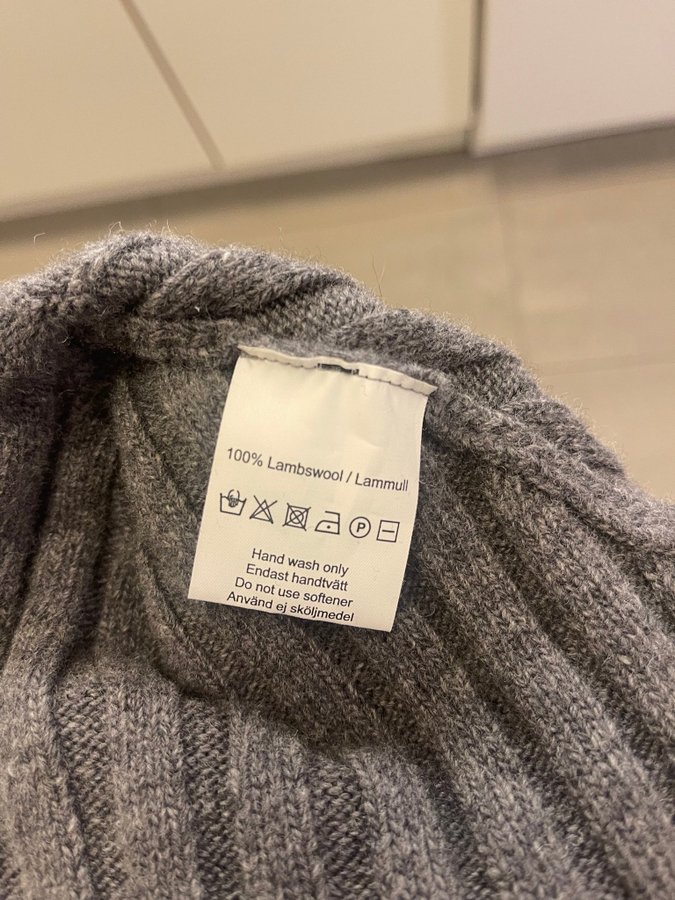 100% Lambswool / Lammull
P
Hand wash only
Endast handtvätt
Do not use softener
Använd ej sköljmedel